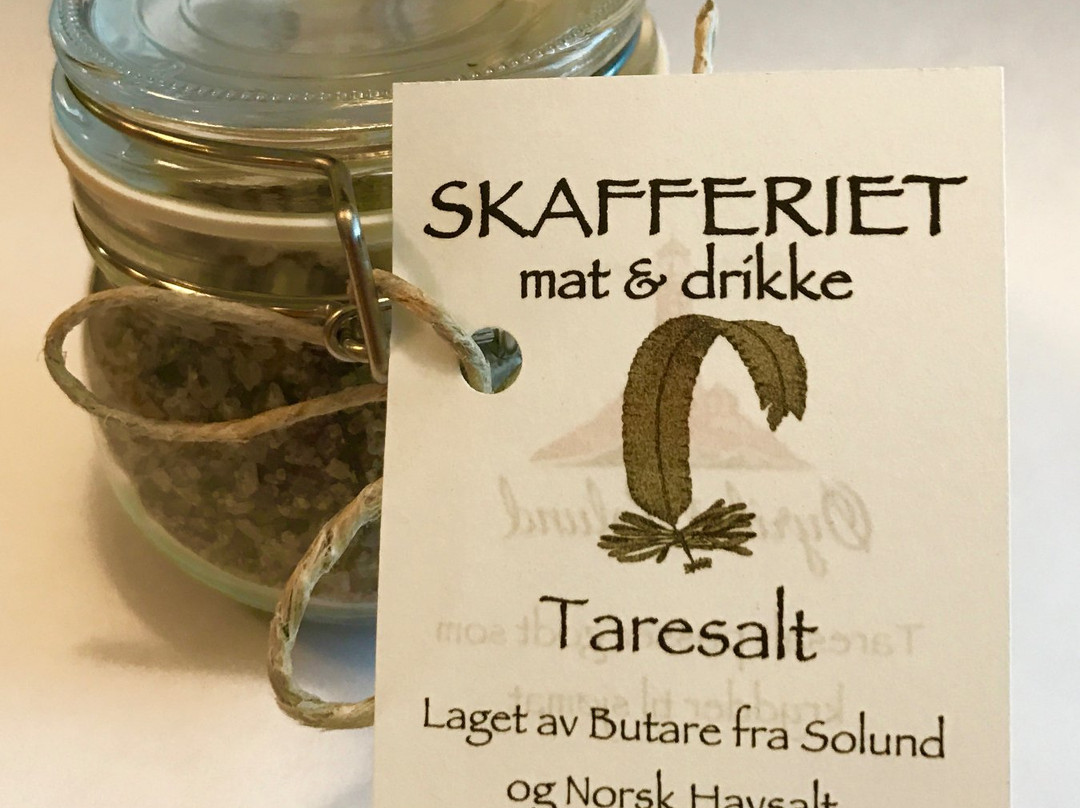 SKAFFERIET
mat & drikke
Taresalt
Laget av Butare fra Solund
og Norsk Havsalt